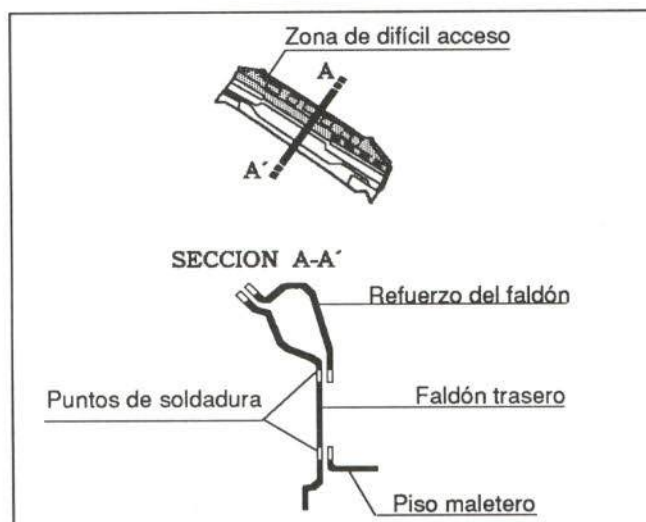 Zona de difícil acceso
A
A´
SECCION A-A´
Refuerzo del faldón
Puntos de soldadura
Faldón trasero
Piso maletero